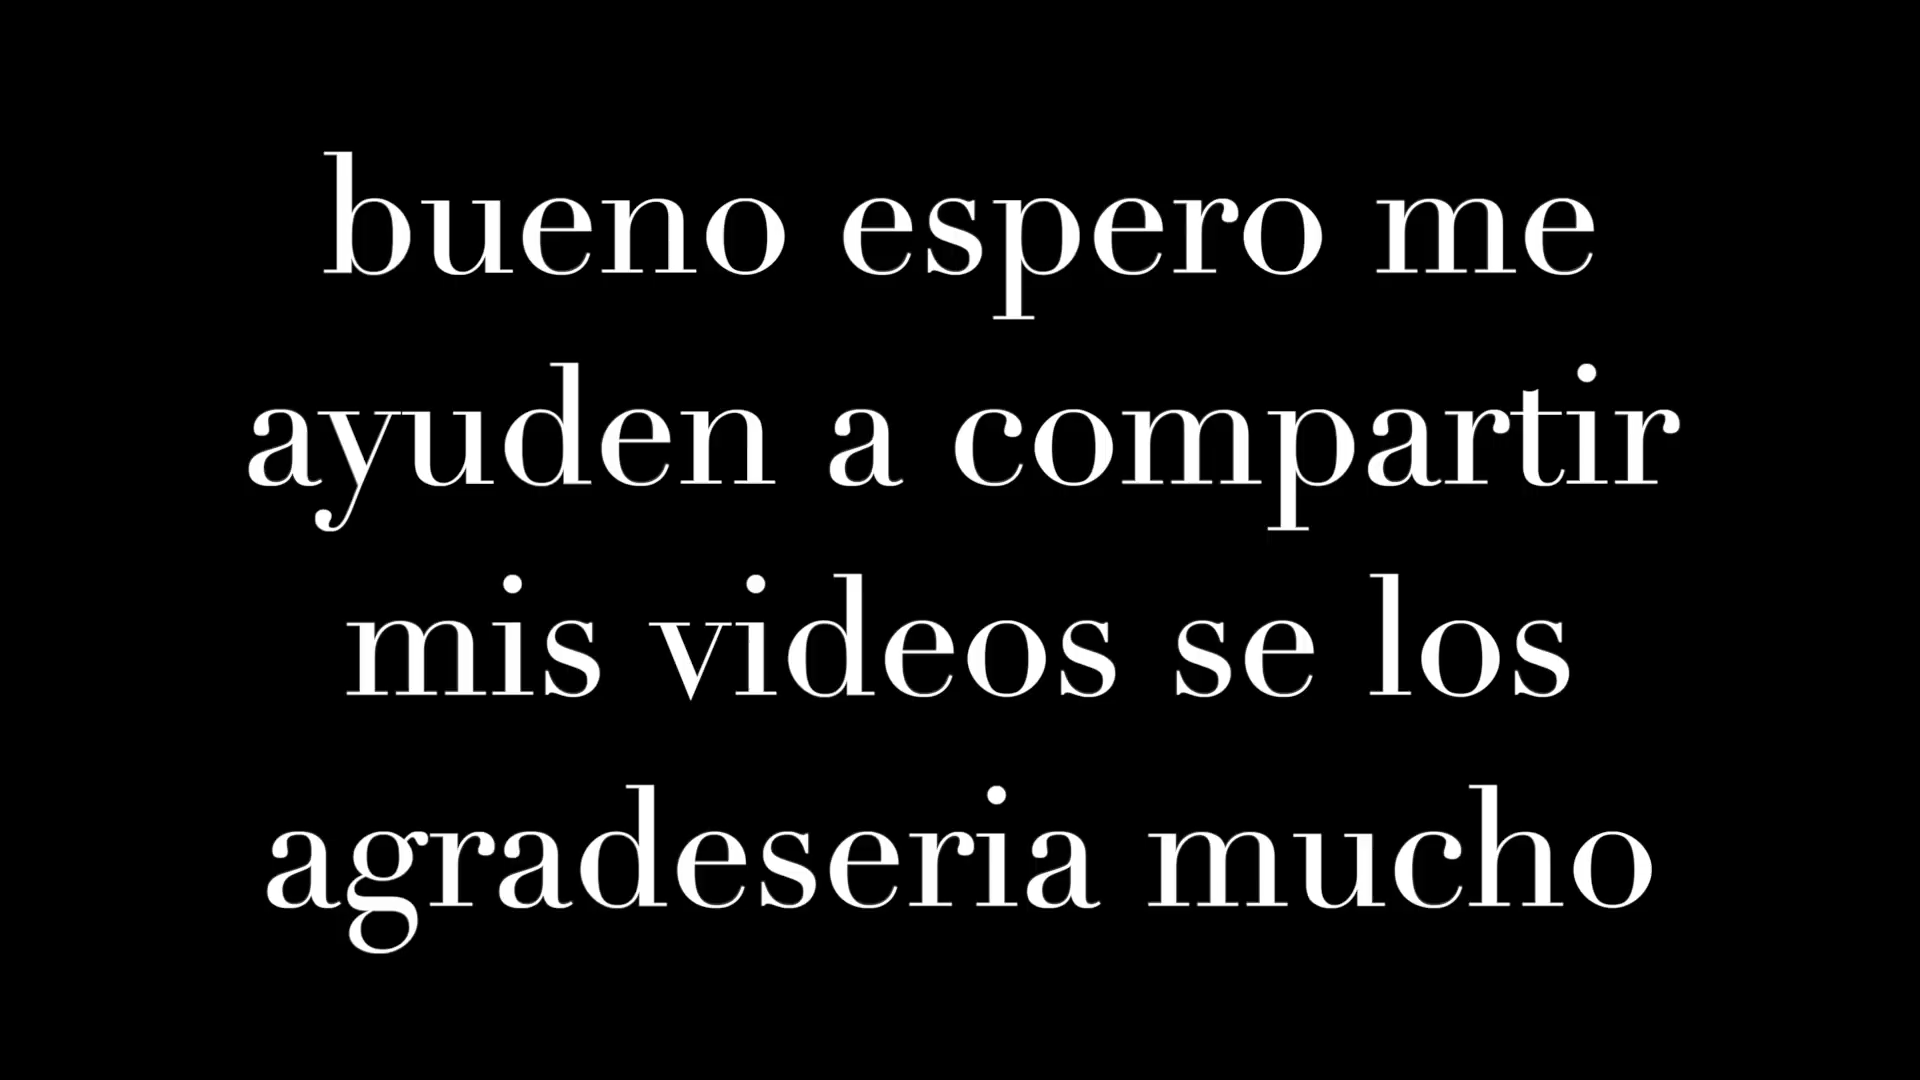 bueno espero me
ayuden a compartir
mis videos se los
agradeseria mucho